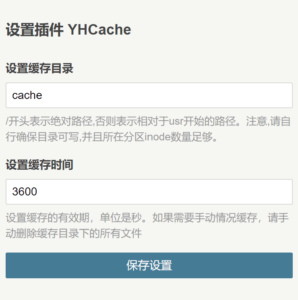 设置插件 YHCache
设置缓存目录
cache
/开头表示绝对路径,否则表示相对于usr开始的路径。注意,请自
行确保目录可写,并且所在分区inode数量足够。
设置缓存时间
3600
设置缓存的有效期，单位是秒。如果需要手动情况缓存，请手
动删除缓存目录下的所有文件
保存设置